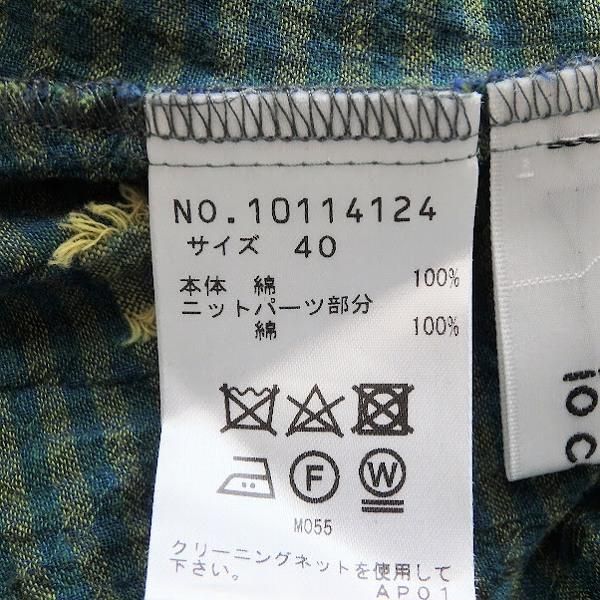 NO.10114124
サイズ 40
本体 綿 100%
ニットパーツ部分
綿 100%
F W
M055
クリーニングネットを使用して
下さい。
AP01